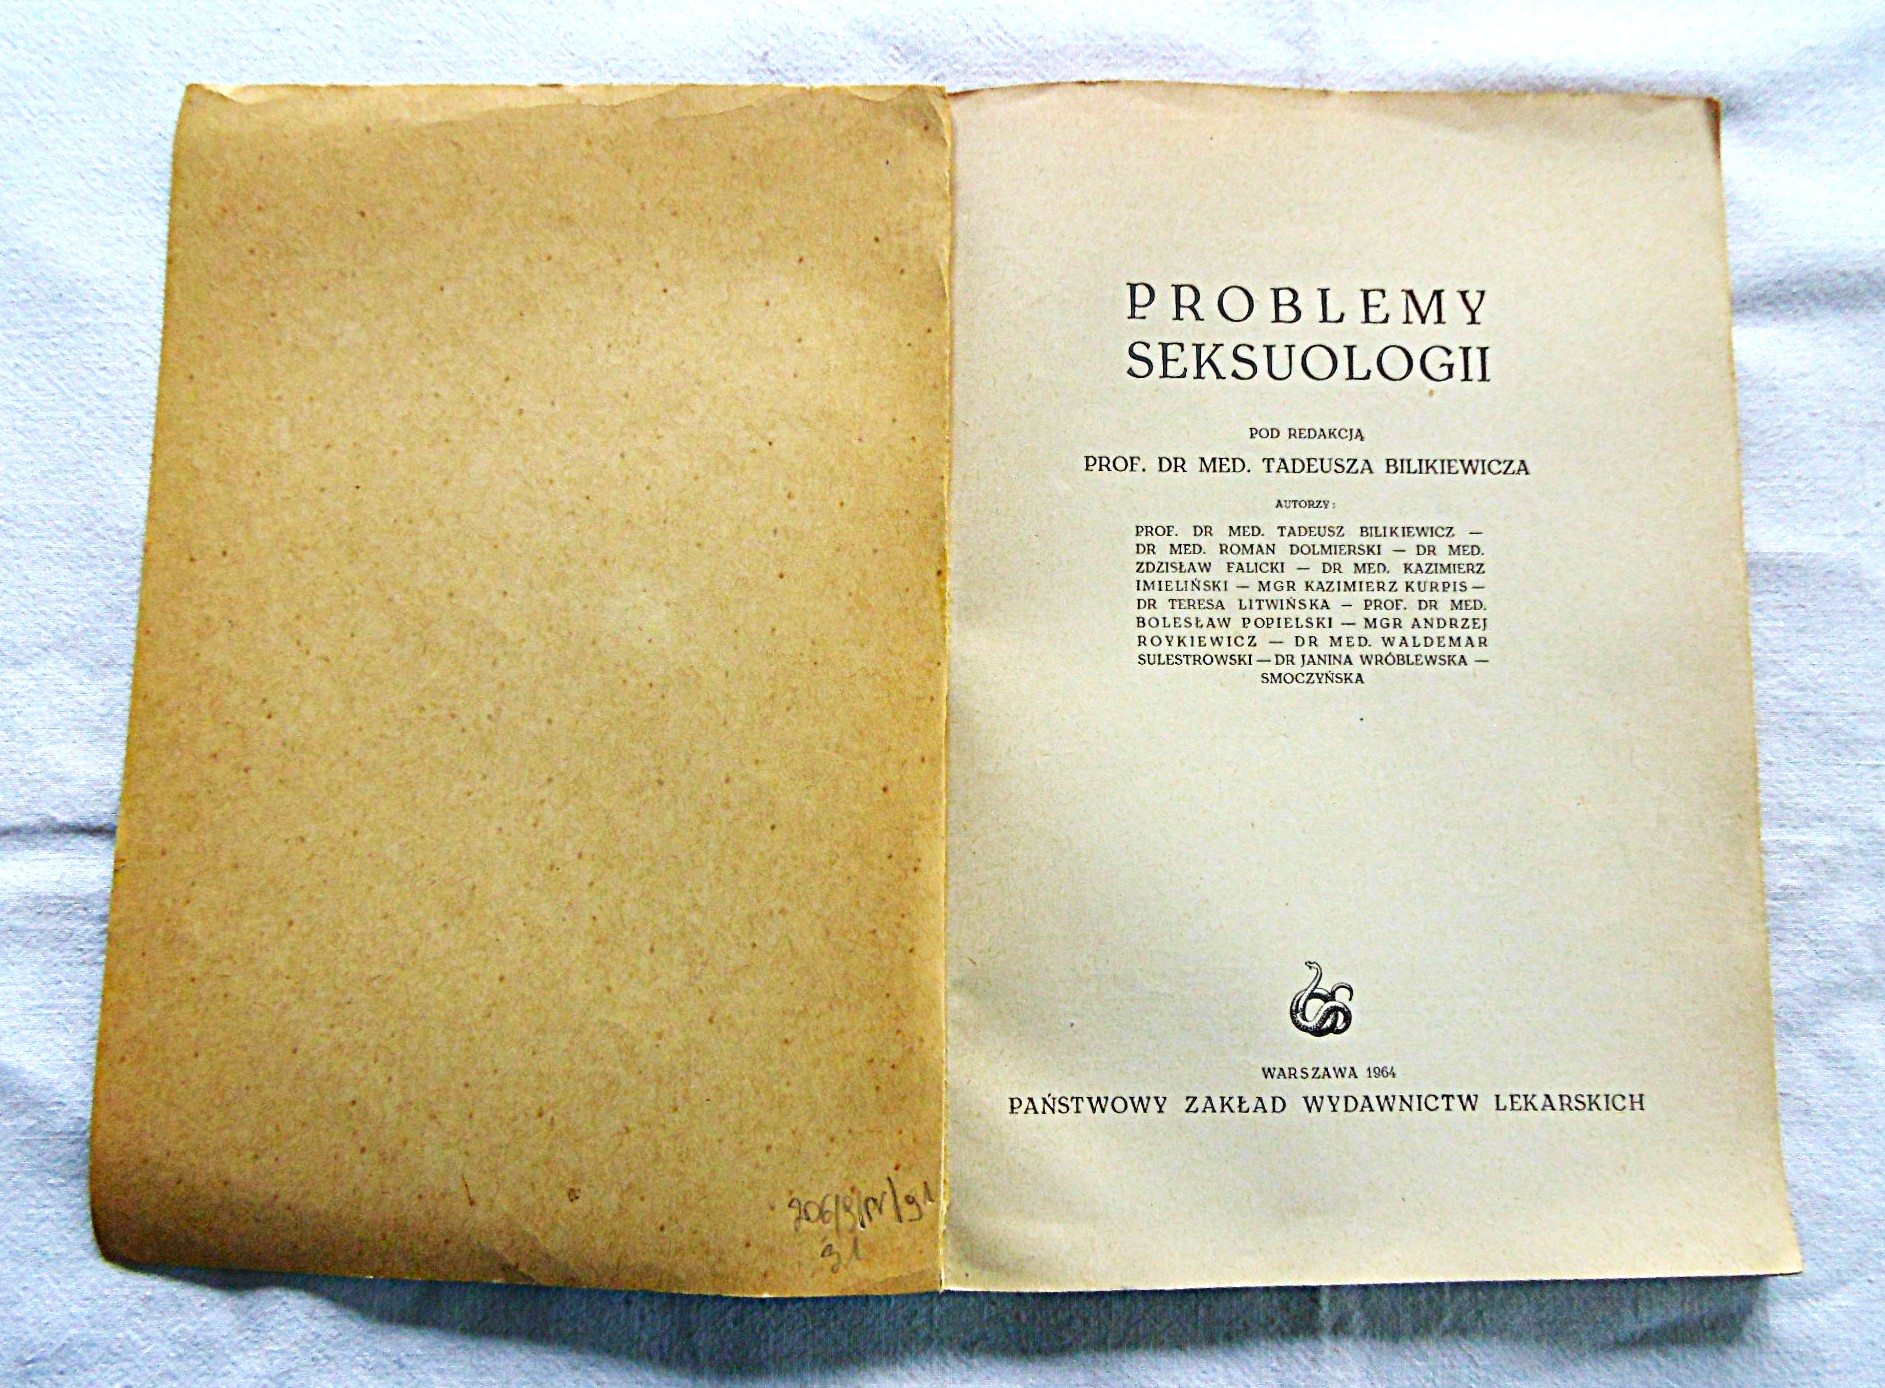 PROBLEMY
SEKSUOLOGII
POD REDAKCJĄ
PROF. DR MED. TADEUSZA BILIKIEWICZA
AUTORZY:
PROF. DR MED. TADEUSZ BILIKIEWICZ —
DR MED. ROMAN DOLMIERSKI — DR MED.
ZDZISŁAW FALICKI — DR MED. KAZIMIERZ
IMIELIŃSKI — MGR KAZIMIERZ KURPIS —
DR TERESA LITWIŃSKA — PROF. DR MED.
BOLESŁAW POPIELSKI — MGR ANDRZEJ
ROYKIEWICZ — DR MED. WALDEMAR
SULESTROWSKI — DR JANINA WRÓBLEWSKA —
SMOCZYŃSKA
WARSZAWA 1964
PAŃSTWOWY ZAKŁAD WYDAWNICTW LEKARSKICH